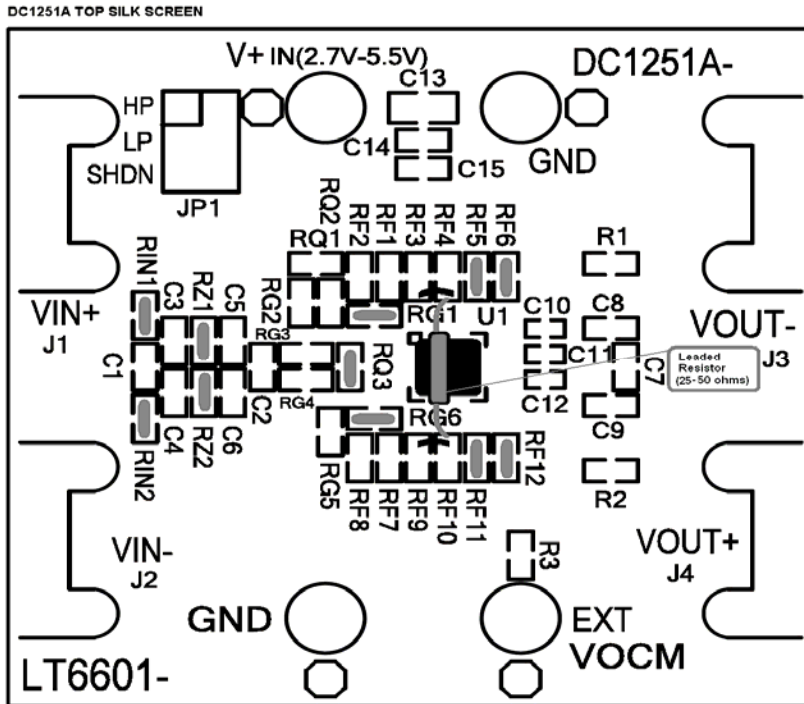 DC1251A TOP SILK SCREEN
V+ IN(2.7V-5.5V)
DC1251A-
C13
HP
LP
SHDN
C14
C15
GND
JP1
RQ2
RF2
RF1
RF3
RF4
RF5
RF6
RQ1
R1
RIN1
C3
RZ1
C5
RG2
RG1
U1
C10
C8
VIN+
J1
VOUT-
J3
RG3
C11
C1
RQ3
Leaded
Resistor
(25-50 ohms)
C7
RG4
C2
C12
RG6
C9
RIN2
C4
RZ2
C6
RG5
RF8
RF7
RF9
RF10
RF11
RF12
R2
VIN-
J2
R3
VOUT+
J4
GND
EXT
VOCM
LT6601-